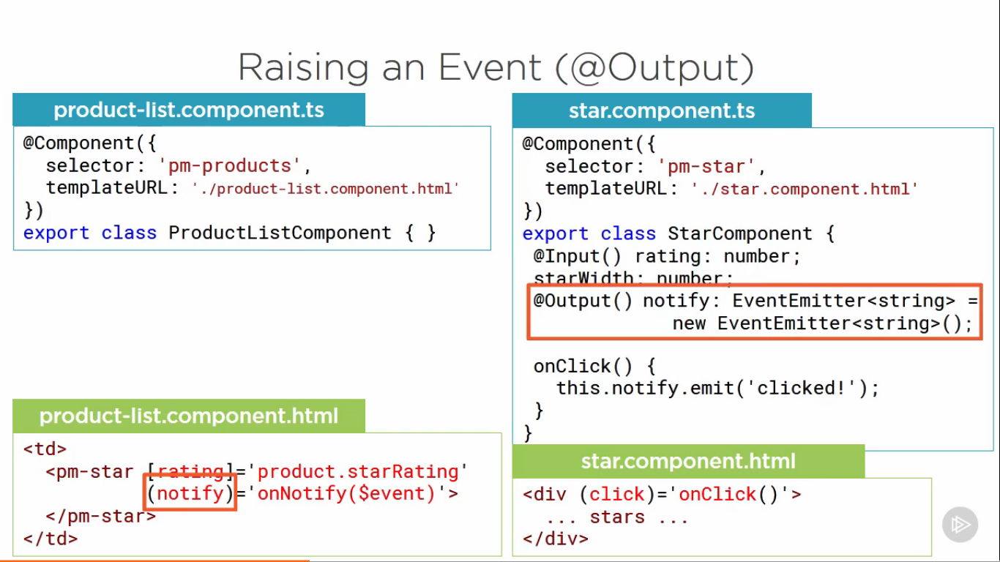 Raising an Event (@Output)
product-list.component.ts
@Component({
  selector: 'pm-products',
  templateURL: './product-list.component.html'
})
export class ProductListComponent { }
product-list.component.html
<td>
  <pm-star [rating]='product.starRating'
           (notify)='onNotify($event)'>
  </pm-star>
</td>
star.component.ts
@Component({
  selector: 'pm-star',
  templateURL: './star.component.html'
})
export class StarComponent {
 @Input() rating: number;
 starWidth: number;
 @Output() notify: EventEmitter<string> =
             new EventEmitter<string>();
 onClick() {
   this.notify.emit('clicked!');
 }
}
star.component.html
<div (click)='onClick()'>
  ... stars ...
</div>